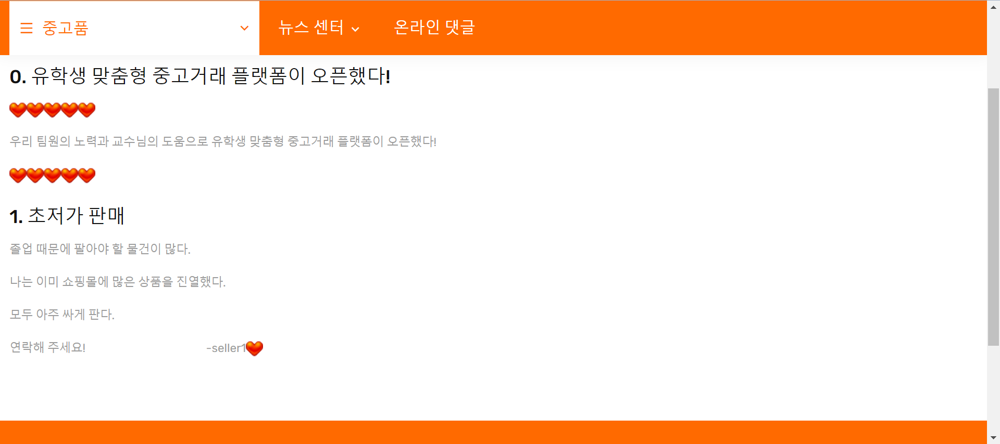 중고품
뉴스 센터
온라인 댓글
0. 유학생 맞춤형 중고거래 플랫폼이 오픈했다!
우리 팀원의 노력과 교수님의 도움으로 유학생 맞춤형 중고거래 플랫폼이 오픈했다!
1. 초저가 판매
졸업 때문에 팔아야 할 물건이 많다.
나는 이미 쇼핑몰에 많은 상품을 진열했다.
모두 아주 싸게 판다.
연락해 주세요! -seller1